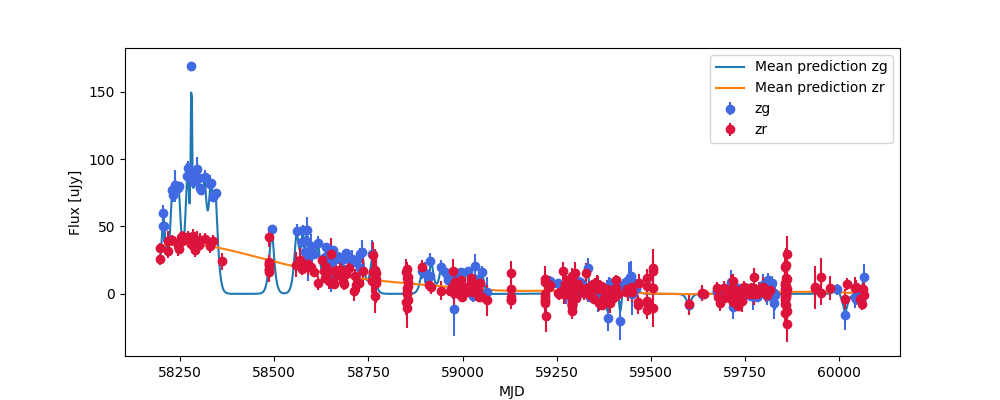 Mean prediction zg
Mean prediction zr
zg
zr
150
100
50
0
Flux [uJy]
58250 58500 58750 59000 59250 59500 59750 60000
MJD